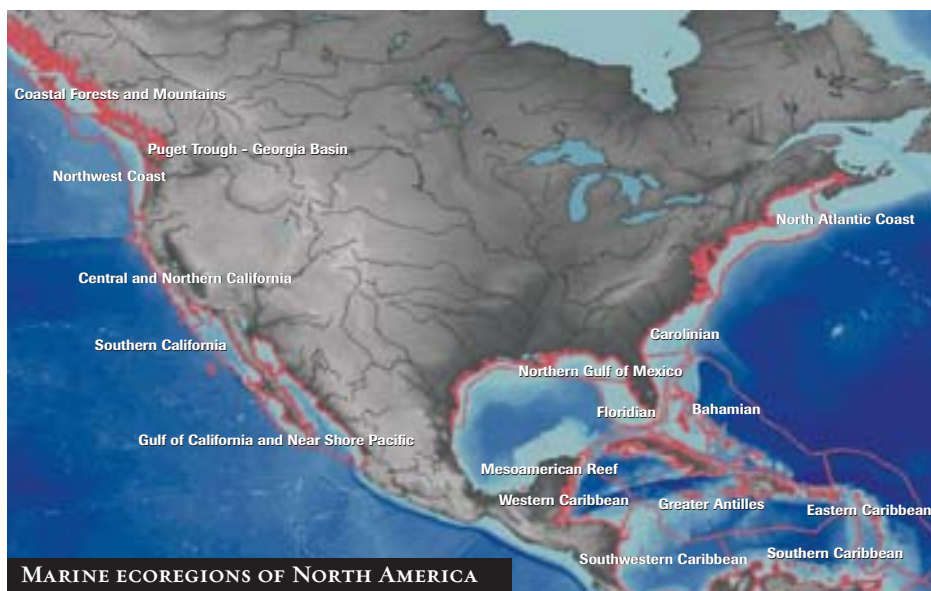 Coastal Forests and Mountains
Puget Trough - Georgia Basin
Northwest Coast
North Atlantic Coast
Central and Northern California
Carolinian
Southern California
Northern Gulf of Mexico
Floridian
Bahamian
Gulf of California and Near Shore Pacific
Mesoamerican Reef
Western Caribbean
Greater Antilles
Eastern Caribbean
Southwestern Caribbean
Southern Caribbean
MARINE ECOREGIONS OF NORTH AMERICA